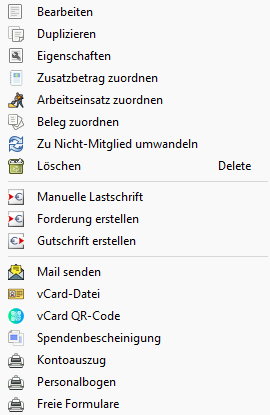 Bearbeiten
Duplizieren
Eigenschaften
Zusatzbetrag zuordnen
Arbeitseinsatz zuordnen
Beleg zuordnen
Zu Nicht-Mitglied umwandeln
Löschen Delete
Manuelle Lastschrift
Forderung erstellen
Gutschrift erstellen
Mail senden
vCard-Datei
vCard QR-Code
Spendenbescheinigung
Kontoauszug
Personalbogen
Freie Formulare